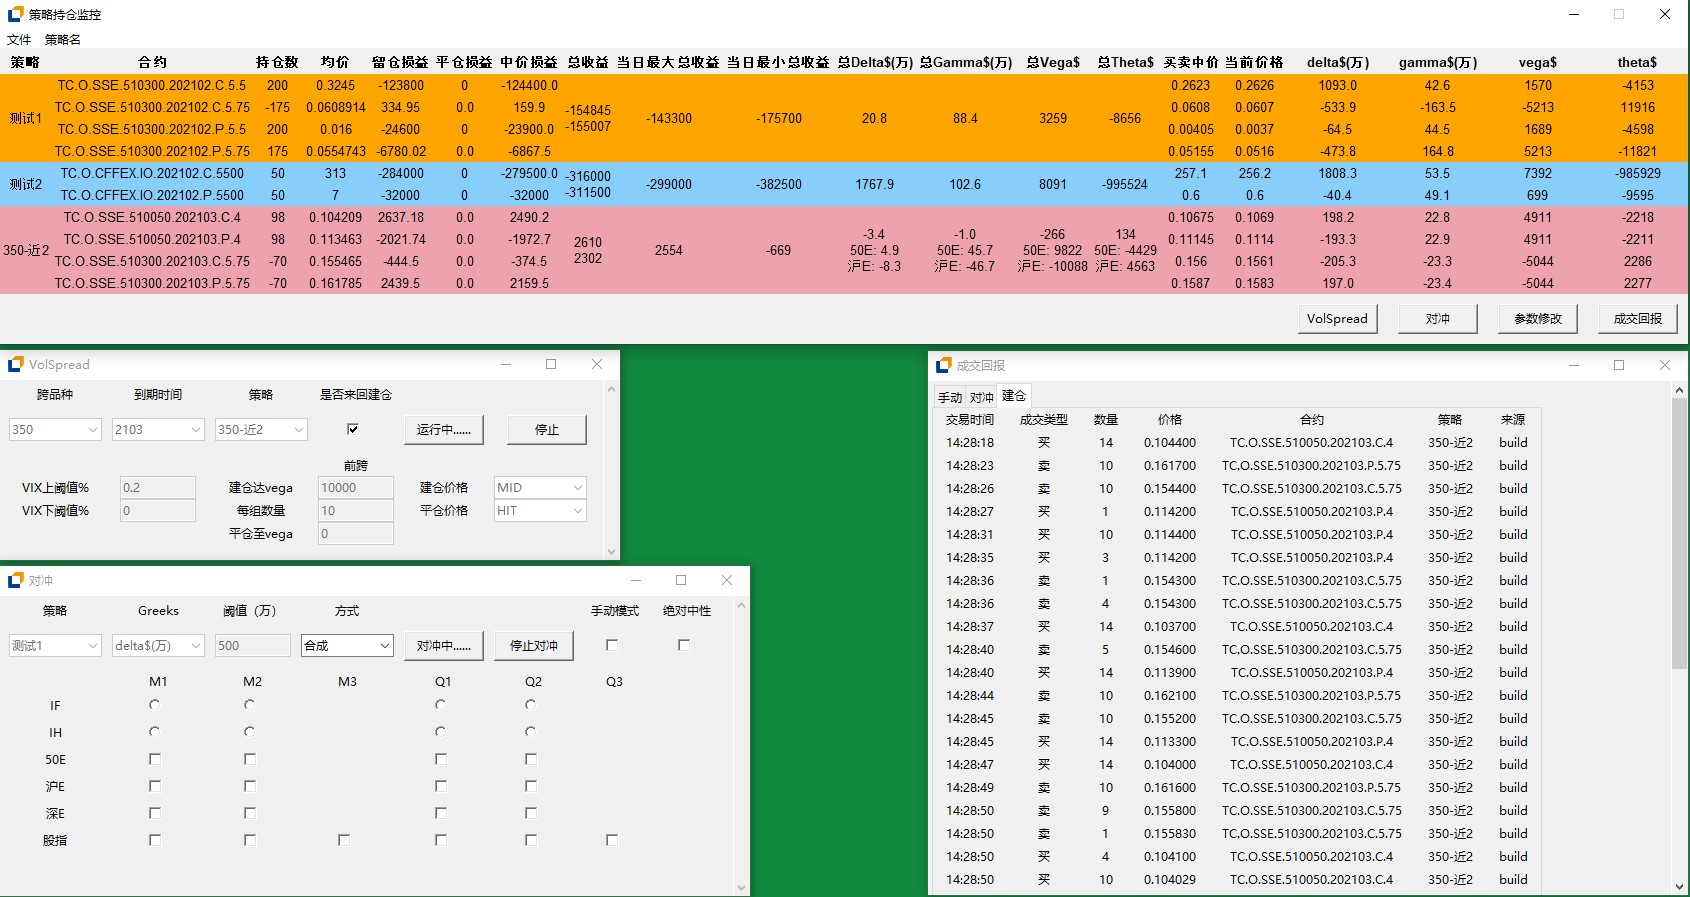 策略持仓监控
文件 策略名
策略 合约 持仓数 均价 留仓损益 平仓损益 中价损益 总收益 当日最大总收益 当日最小总收益 总Delta$(万) 总Gamma$(万) 总Vega$ 总Theta$ 买卖中价 当前价格 delta$(万) gamma$(万) vega$ theta$
TC.O.SSE.510300.202102.C.5.5 200 0.3245 -123800 0 -124400.0 0.2623 0.2626 1093.0 42.6 1570 -4153
TC.O.SSE.510300.202102.C.5.75 -175 0.0608914 334.95 0.0 159.9 0.0608 0.0607 -533.9 -163.5 -5213 11916
测试1 -154845 -155007 -143300 -175700 20.8 88.4 3259 -8656
TC.O.SSE.510300.202102.P.5.5 200 0.016 -24600 0 -23900.0 0.00405 0.0037 -64.5 44.5 1689 -4598
TC.O.SSE.510300.202102.P.5.75 175 0.0554743 -6780.02 0.0 -6867.5 0.05155 0.0516 -473.8 164.8 5213 -11821
TC.O.CFFEX.IO.202102.C.5500 50 313 -284000 0 -279500.0 257.1 256.2 1808.3 53.5 7392 -985929
测试2 -316000 -311500 -299000 -382500 1767.9 102.6 8091 -995524
TC.O.CFFEX.IO.202102.P.5500 50 7 -32000 0 -32000 0.6 0.6 -40.4 49.1 699 -9595
TC.O.SSE.510050.202103.C.4 98 0.104209 2637.18 0.0 2490.2 0.10675 0.1069 198.2 22.8 4911 -2218
TC.O.SSE.510050.202103.P.4 98 0.113463 -2021.74 0.0 -1972.7 -3.4 -1.0 -266 134 0.11145 0.1114 -193.3 22.9 4911 -2211
350-近2 2610 2302 2554 -669 50E: 4.9 50E: 45.7 50E: 9822 50E: -4429
TC.O.SSE.510300.202103.C.5.75 -70 0.155465 -444.5 0.0 -374.5 沪E: -8.3 沪E: -46.7 沪E: -10088 沪E: 4563 0.156 0.1561 -205.3 -23.3 -5044 2286
TC.O.SSE.510300.202103.P.5.75 -70 0.161785 2439.5 0.0 2159.5 0.1587 0.1583 197.0 -23.4 -5044 2277
VolSpread 对冲 参数修改 成交回报
VolSpread
跨品种 到期时间 策略 是否来回建仓
350 2103 350-近2 运行中...... 停止
前跨
VIX上阈值% 0.2 建仓达vega 10000 建仓价格 MID
VIX下阈值% 0 每组数量 10 平仓价格 HIT
平仓至vega 0
对冲
策略 Greeks 阈值（万） 方式 手动模式 绝对中性
测试1 delta$(万) 500 合成 对冲中...... 停止对冲
M1 M2 M3 Q1 Q2 Q3
IF
IH
50E
沪E
深E
股指
成交回报
手动 对冲 建仓
交易时间 成交类型 数量 价格 合约 策略 来源
14:28:18 买 14 0.104400 TC.O.SSE.510050.202103.C.4 350-近2 build
14:28:23 卖 10 0.161700 TC.O.SSE.510300.202103.P.5.75 350-近2 build
14:28:26 卖 10 0.154400 TC.O.SSE.510300.202103.C.5.75 350-近2 build
14:28:27 买 1 0.114200 TC.O.SSE.510050.202103.P.4 350-近2 build
14:28:31 买 10 0.114400 TC.O.SSE.510050.202103.P.4 350-近2 build
14:28:35 买 3 0.114200 TC.O.SSE.510050.202103.P.4 350-近2 build
14:28:36 卖 1 0.154300 TC.O.SSE.510300.202103.C.5.75 350-近2 build
14:28:36 卖 4 0.154300 TC.O.SSE.510300.202103.C.5.75 350-近2 build
14:28:37 买 14 0.103700 TC.O.SSE.510050.202103.C.4 350-近2 build
14:28:40 卖 5 0.154600 TC.O.SSE.510300.202103.C.5.75 350-近2 build
14:28:40 买 14 0.113900 TC.O.SSE.510050.202103.P.4 350-近2 build
14:28:44 卖 10 0.162100 TC.O.SSE.510300.202103.P.5.75 350-近2 build
14:28:45 卖 10 0.155200 TC.O.SSE.510300.202103.C.5.75 350-近2 build
14:28:45 买 14 0.113300 TC.O.SSE.510050.202103.P.4 350-近2 build
14:28:47 买 14 0.104000 TC.O.SSE.510050.202103.C.4 350-近2 build
14:28:49 卖 10 0.161600 TC.O.SSE.510300.202103.P.5.75 350-近2 build
14:28:50 卖 9 0.155800 TC.O.SSE.510300.202103.C.5.75 350-近2 build
14:28:50 卖 1 0.155830 TC.O.SSE.510300.202103.C.5.75 350-近2 build
14:28:50 买 4 0.104100 TC.O.SSE.510050.202103.C.4 350-近2 build
14:28:50 买 10 0.104029 TC.O.SSE.510050.202103.C.4 350-近2 build